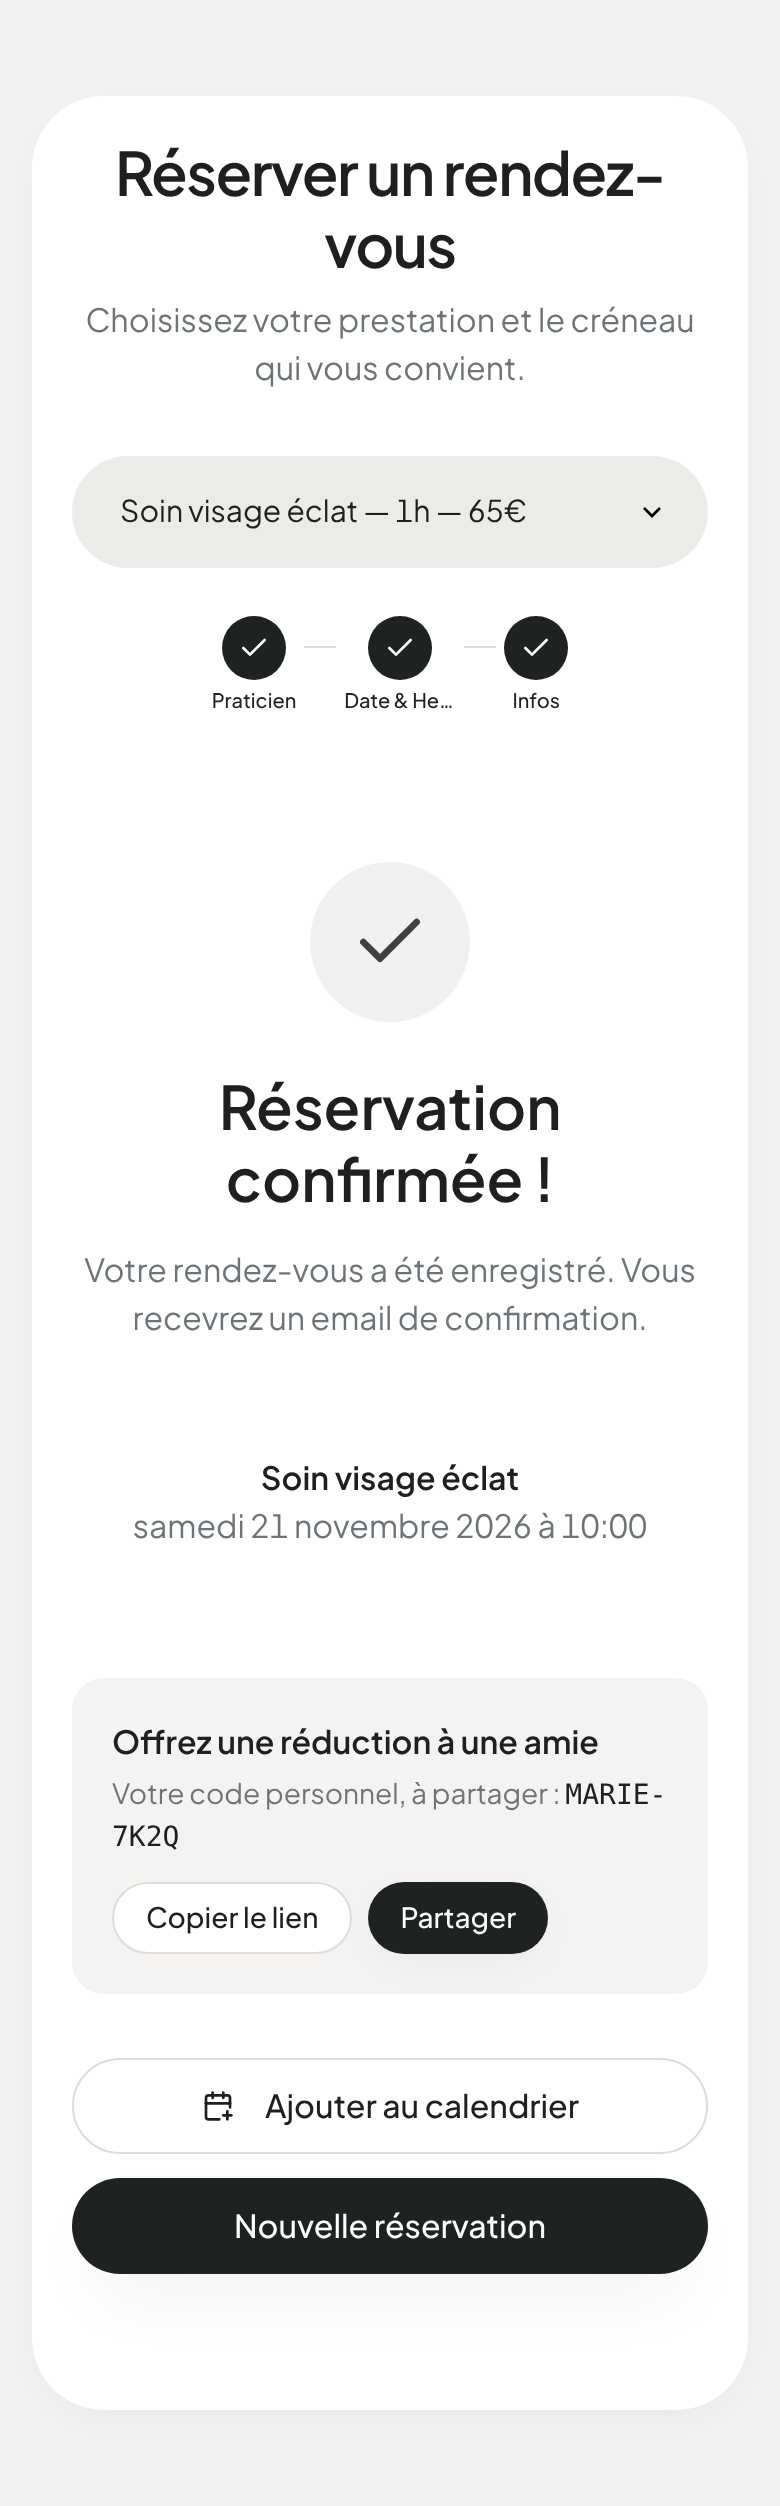 Réserver un rendez-
vous
Choisissez votre prestation et le créneau
qui vous convient.
Soin visage éclat — 1h — 65€
Praticien
Date & He...
Infos
Réservation
confirmée !
Votre rendez-vous a été enregistré. Vous
recevrez un email de confirmation.
Soin visage éclat
samedi 21 novembre 2026 à 10:00
Offrez une réduction à une amie
Votre code personnel, à partager : MARIE-
7K2Q
Copier le lien
Partager
Ajouter au calendrier
Nouvelle réservation